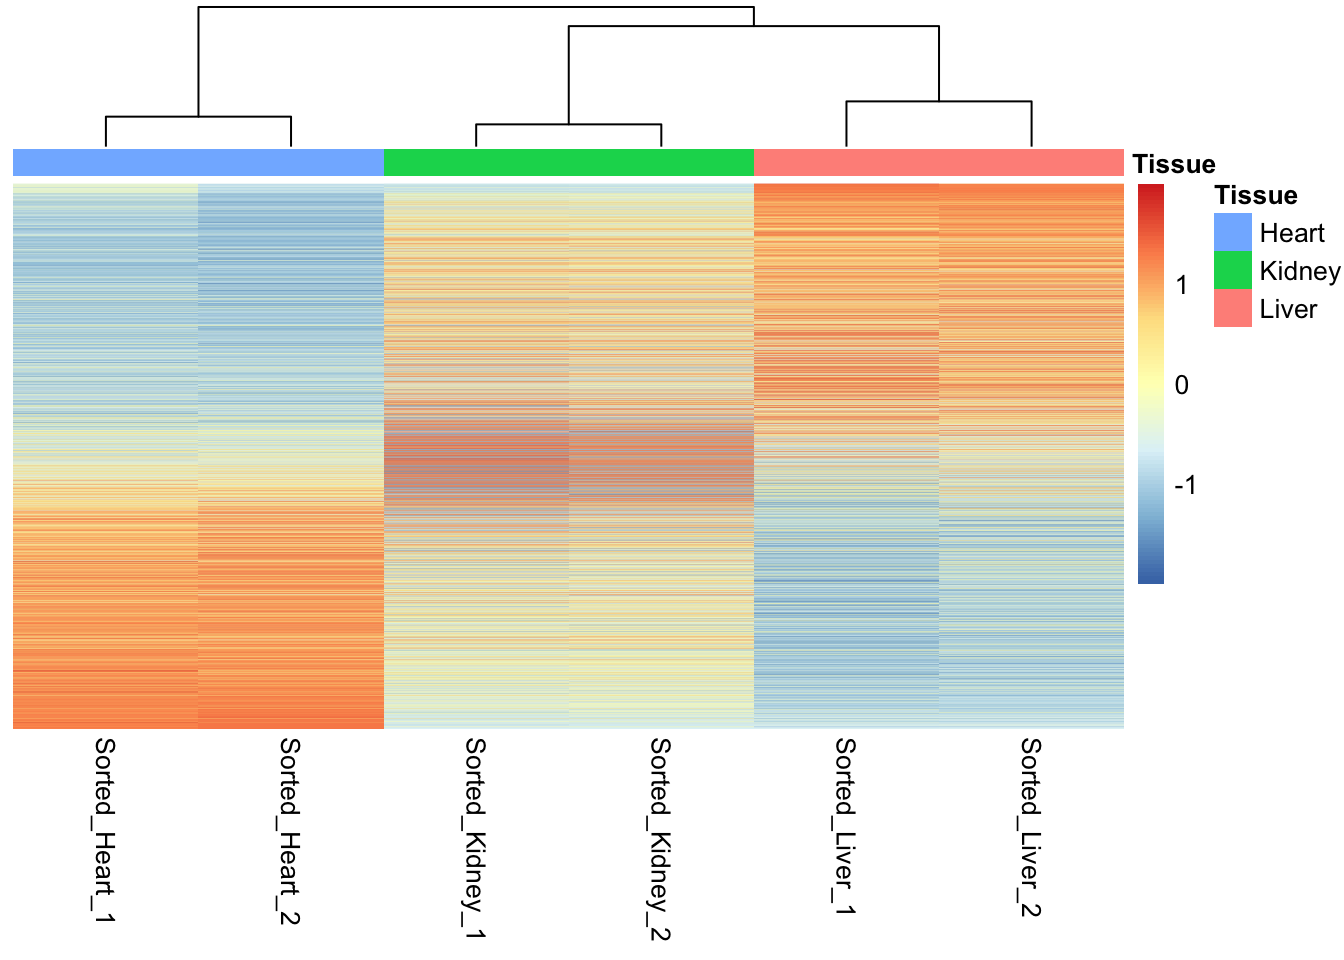 Tissue
Tissue
Heart
Kidney
Liver
1
0
-1
Sorted_Heart_1
Sorted_Heart_2
Sorted_Kidney_1
Sorted_Kidney_2
Sorted_Liver_1
Sorted_Liver_2